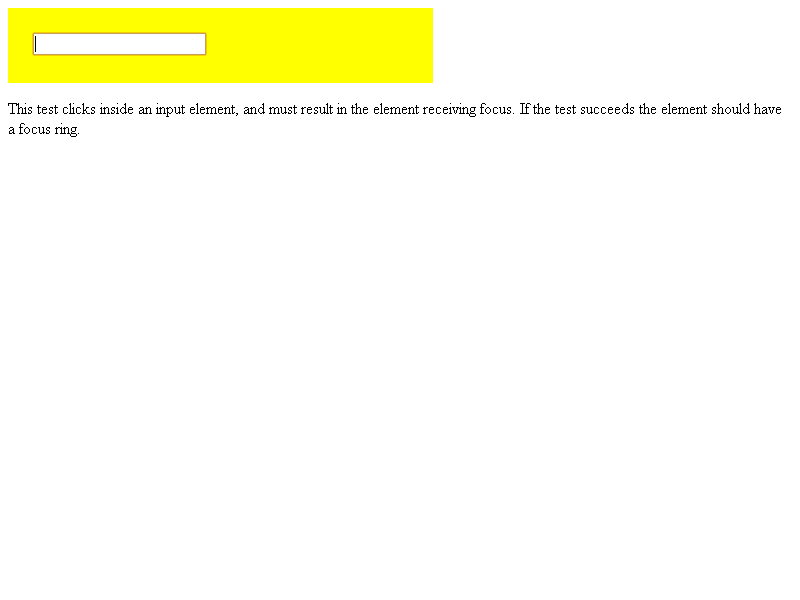 This test clicks inside an input element, and must result in the element receiving focus. If the test succeeds the element should have
a focus ring.